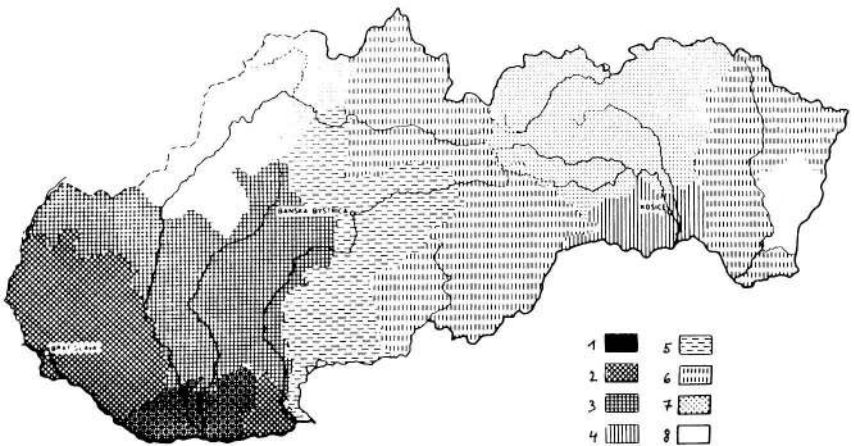 BANSKÁ BYSTRICA
KOŠICE
BRATISLAVA
1 5
2 6
3 7
4 8